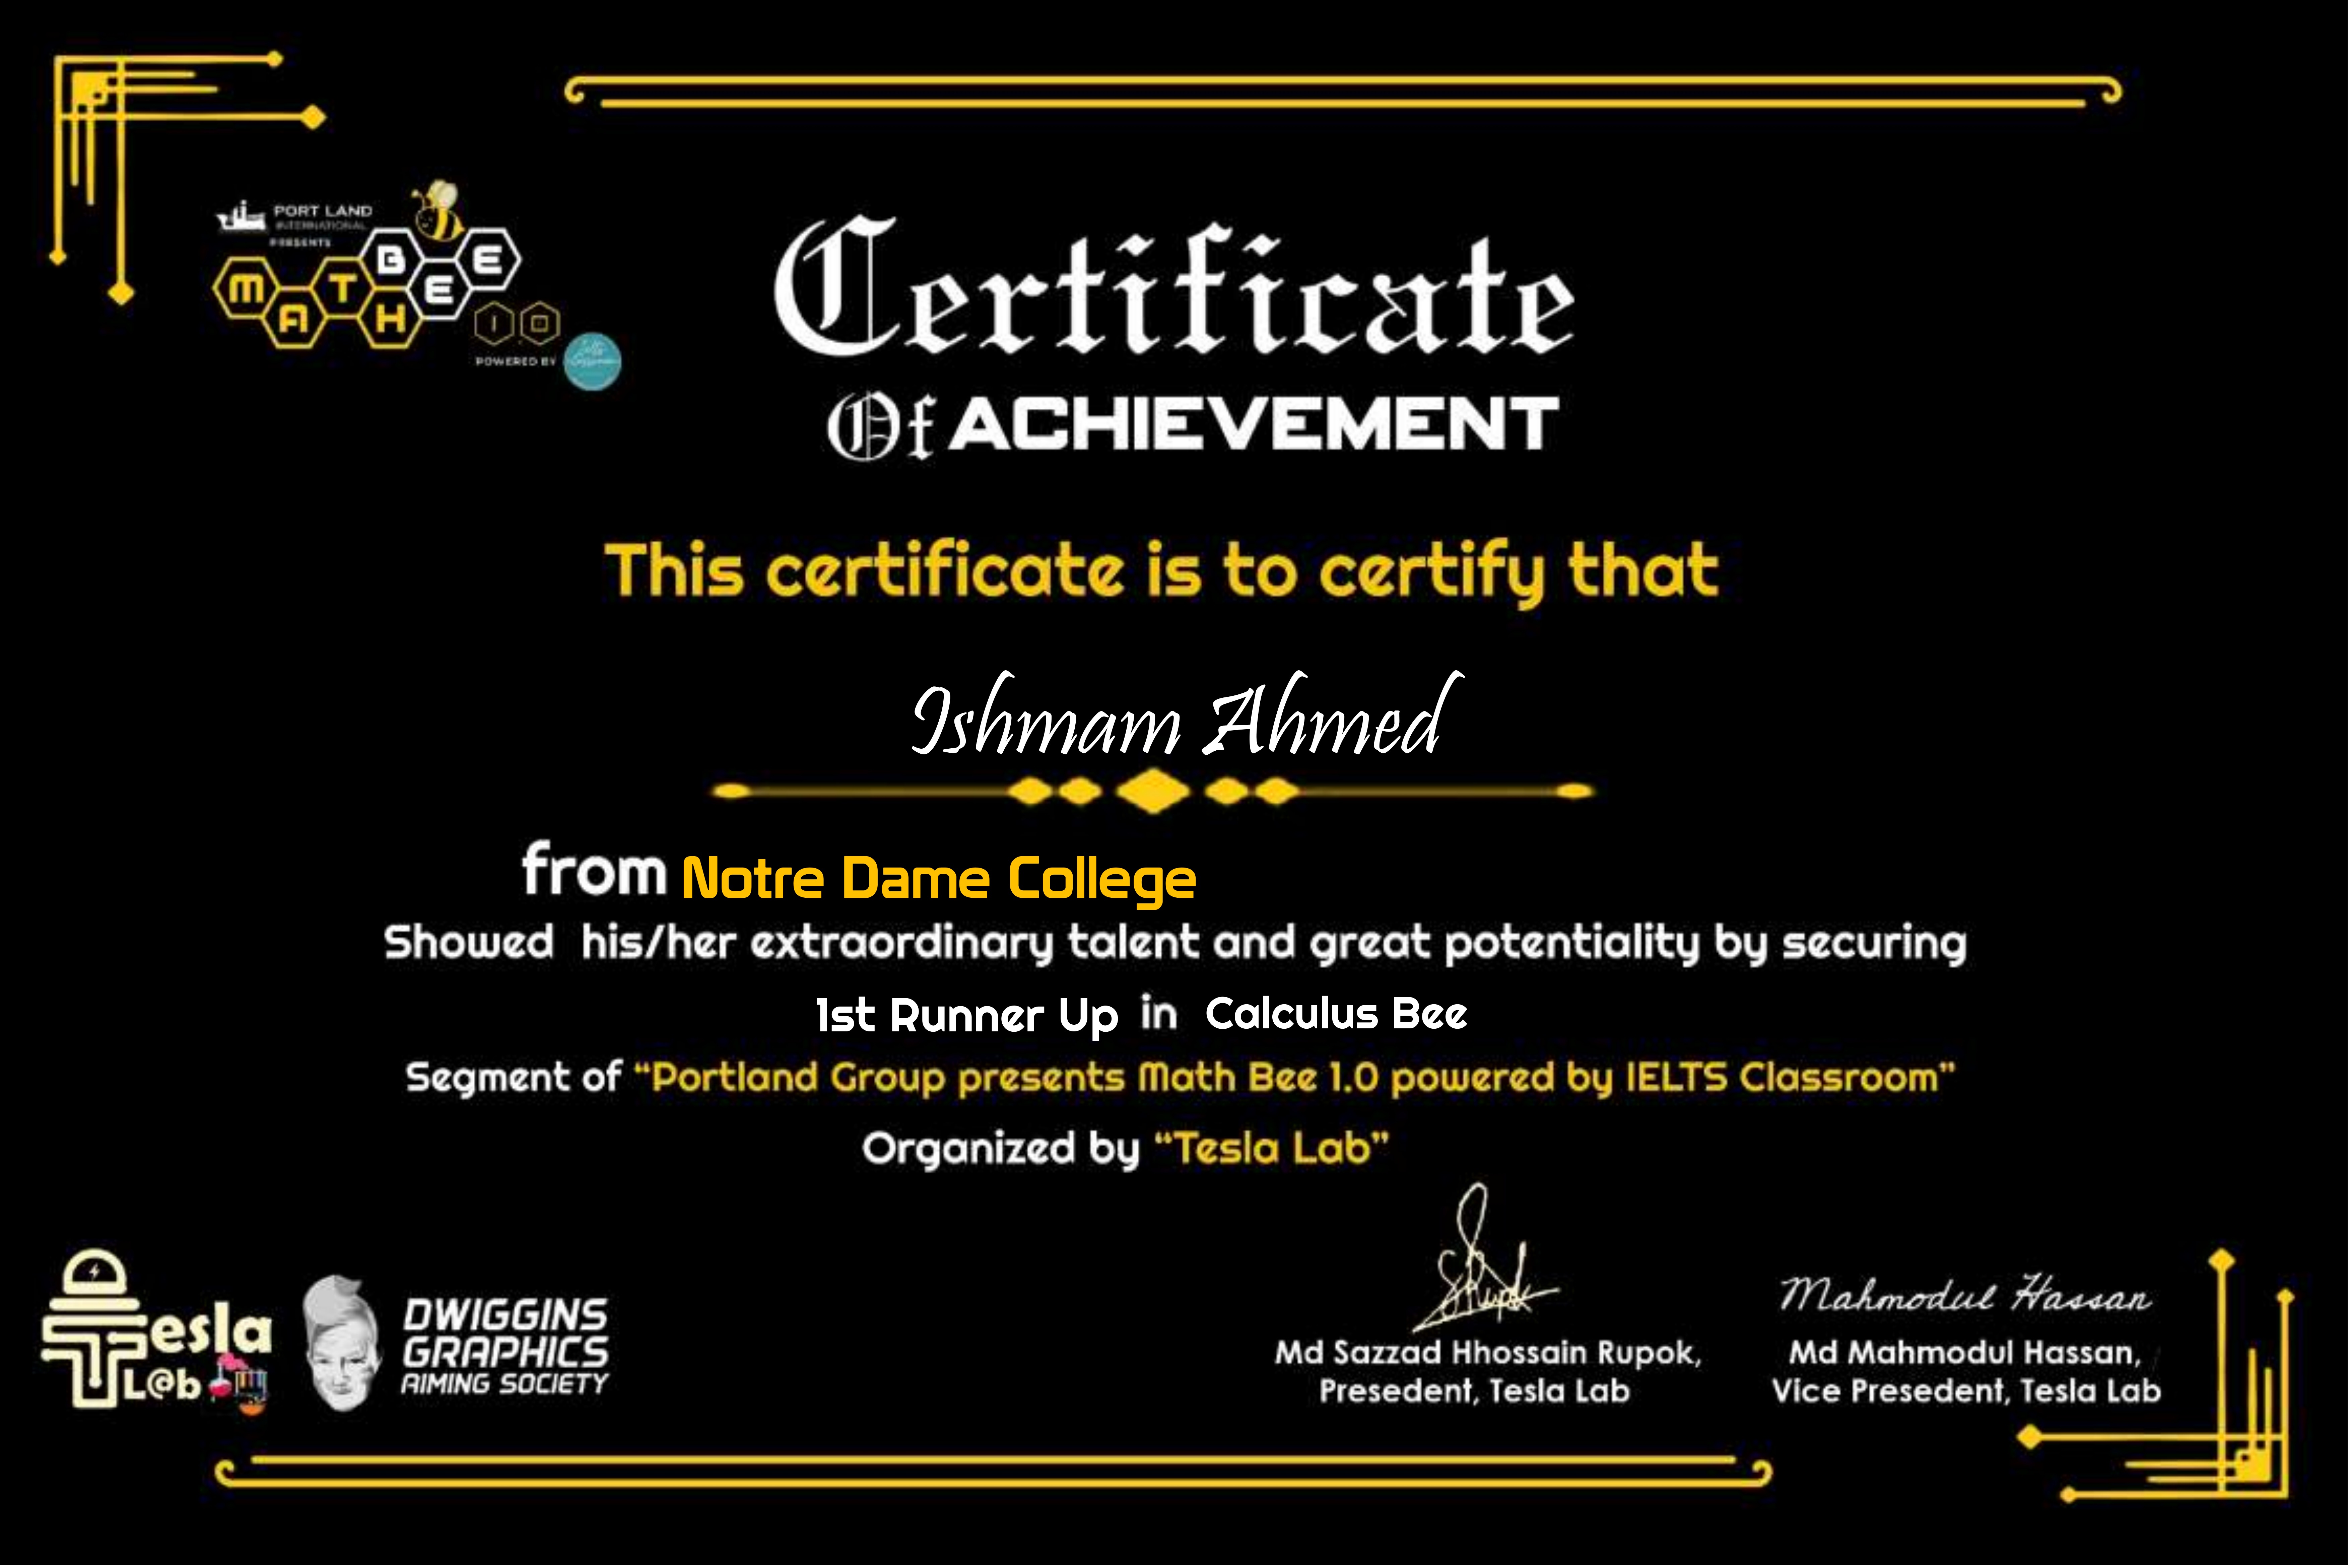 PORT LAND
INTERNATIONAL
PRESENTS
MATH BEE
1.0
POWERED BY
Certificate
Of ACHIEVEMENT
This certificate is to certify that
Ishmam Ahmed
from Notre Dame College
Showed his/her extraordinary talent and great potentiality by securing
1st Runner Up in Calculus Bee
Segment of “Portland Group presents Math Bee 1.0 powered by IELTS Classroom”
Organized by “Tesla Lab”
Tesla
L@b
DWIGGINS
GRAPHICS
AIMING SOCIETY
Mahmodul Hassan
Md Sazzad Hhossain Rupok,
Presedent, Tesla Lab
Md Mahmodul Hassan,
Vice Presedent, Tesla Lab